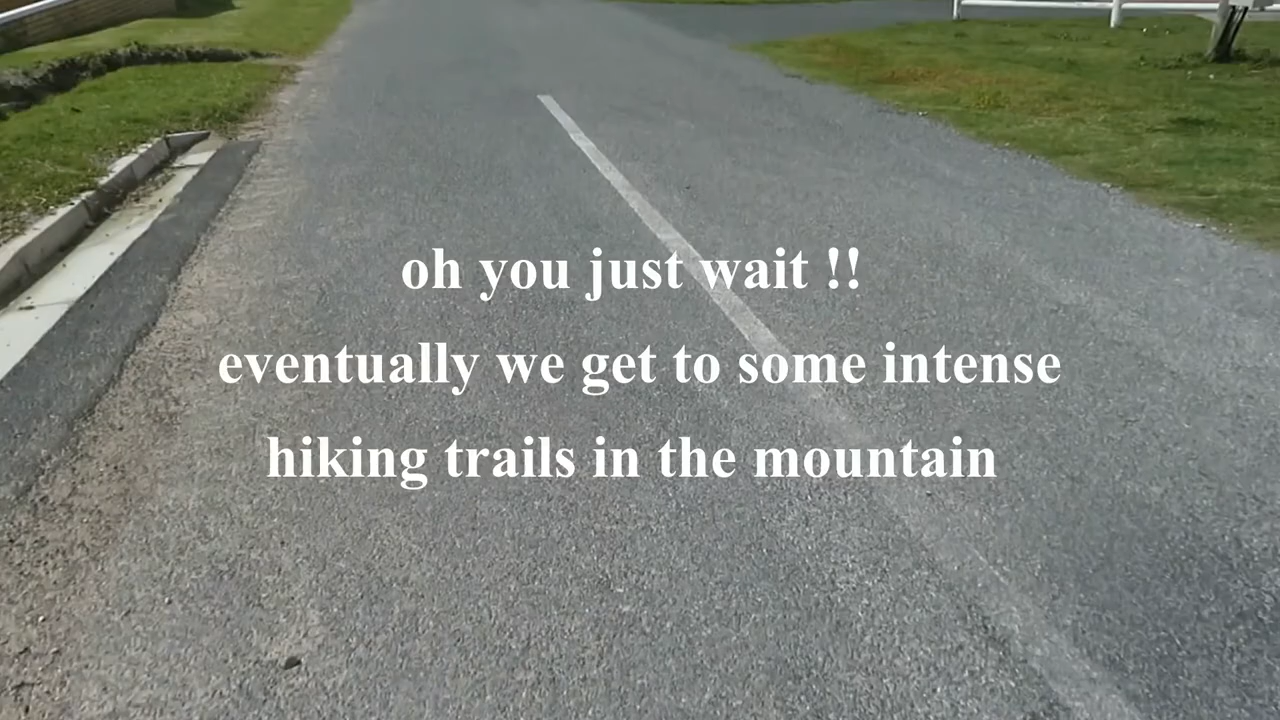 oh you just wait !!
eventually we get to some intense
hiking trails in the mountain